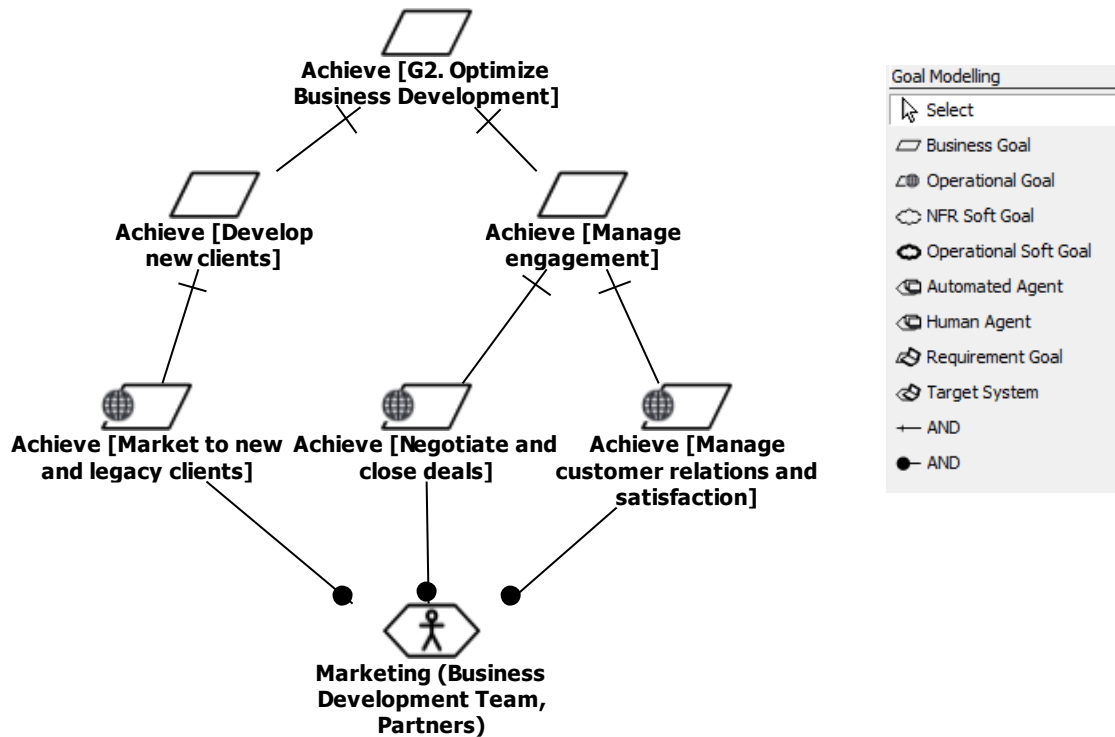 Achieve [G2. Optimize
Business Development]
Achieve [Develop
new clients]
Achieve [Manage
engagement]
Achieve [Market to new
and legacy clients]
Achieve [Negotiate and
close deals]
Achieve [Manage
customer relations and
satisfaction]
Marketing (Business
Development Team,
Partners)
Goal Modelling
Select
Business Goal
Operational Goal
NFR Soft Goal
Operational Soft Goal
Automated Agent
Human Agent
Requirement Goal
Target System
AND
AND